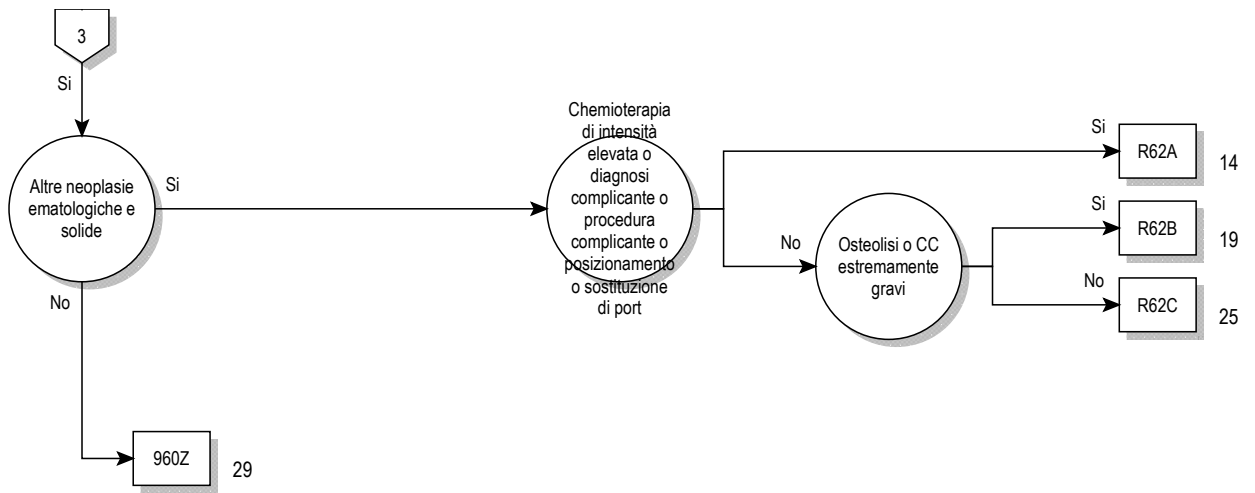 3
Si
Altre neoplasie
ematologiche e
solide
Si
No
Chemioterapia
di intensità
elevata o
diagnosi
complicante o
procedura
complicante o
posizionamento
o sostituzione
di port
Si
R62A
14
No
Osteolisi o CC
estremamente
gravi
Si
R62B
19
No
R62C
25
960Z
29